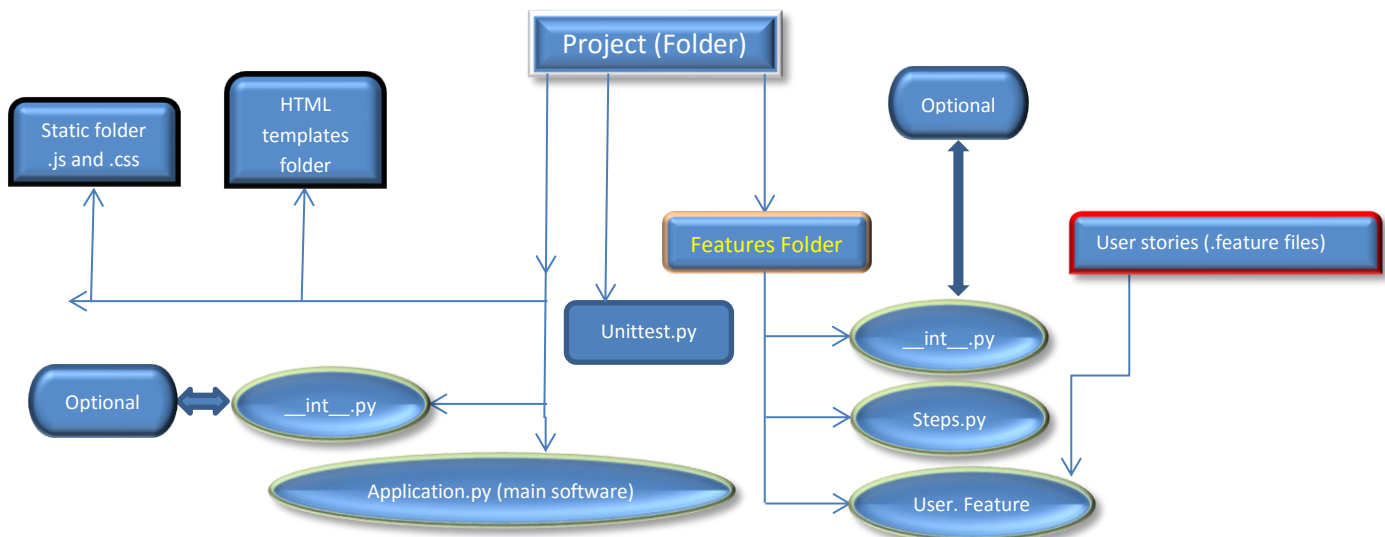 Project (Folder)
HTML
templates
folder
Static folder
.js and .css
Optional
Features Folder
User stories (.feature files)
Unittest.py
__int__.py
Optional
__int__.py
Steps.py
Application.py (main software)
User. Feature